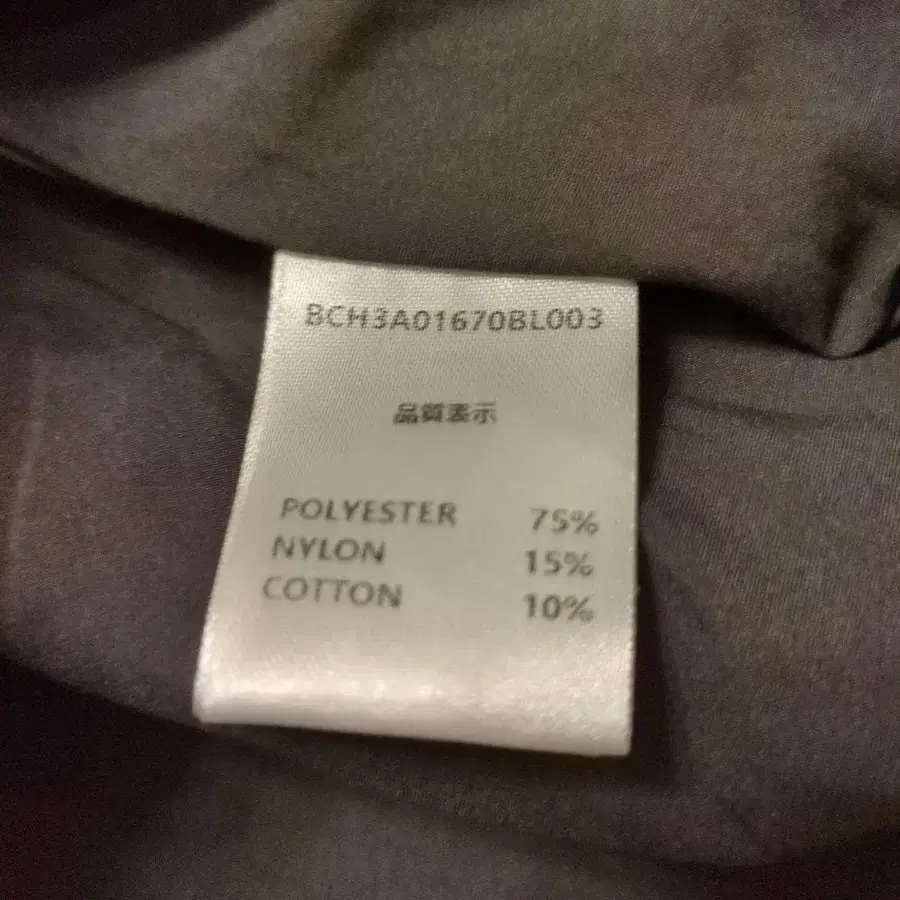 BCH3A01670BL003
品質表示
POLYESTER 75%
NYLON 15%
COTTON 10%